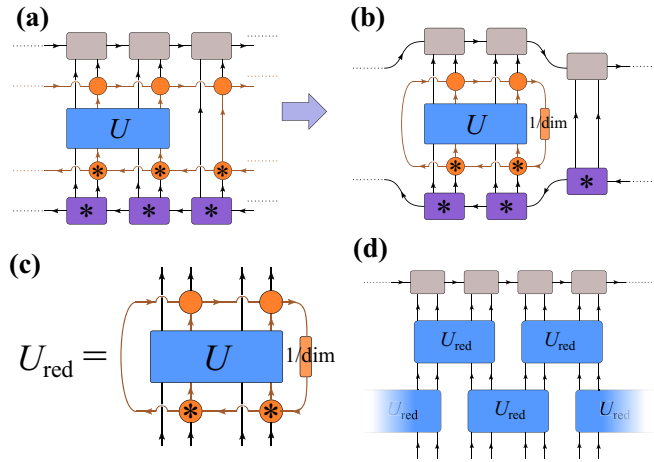 (a)
U
*
*
*
*
*
*
(b)
U
1/dim
*
*
*
*
*
(c)
U_red =
U
1/dim
*
*
(d)
U_red
U_red
U_red
U_red
U_red